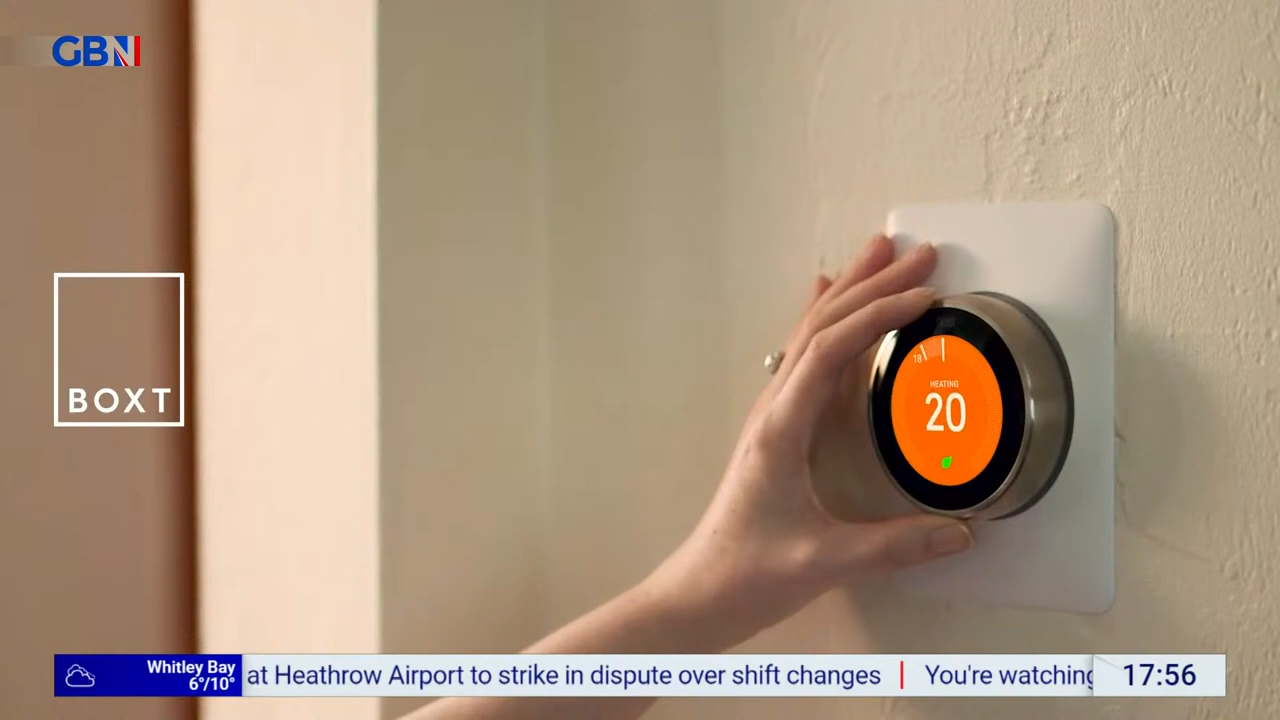 GBN
BOXT
18
HEATING
20
Whitley Bay
6°/10°
at Heathrow Airport to strike in dispute over shift changes
You're watching
17:56